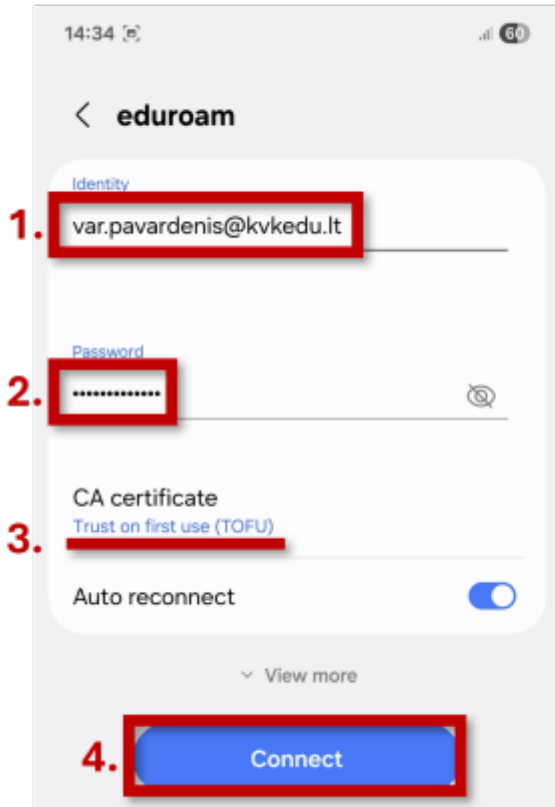 14:34
60
eduroam
Identity
1. var.pavardenis@kvkedu.lt
Password
2. •••••••••••••
CA certificate
3. Trust on first use (TOFU)
Auto reconnect
View more
4. Connect